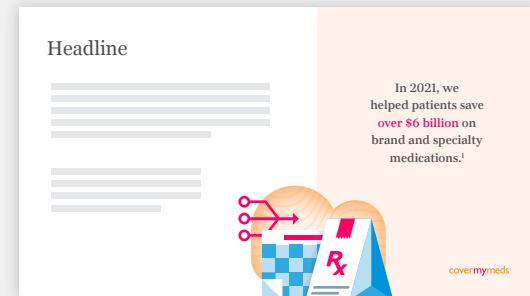 Headline
In 2021, we
helped patients save
over $6 billion on
brand and specialty
medications.¹
Rx
covermymeds